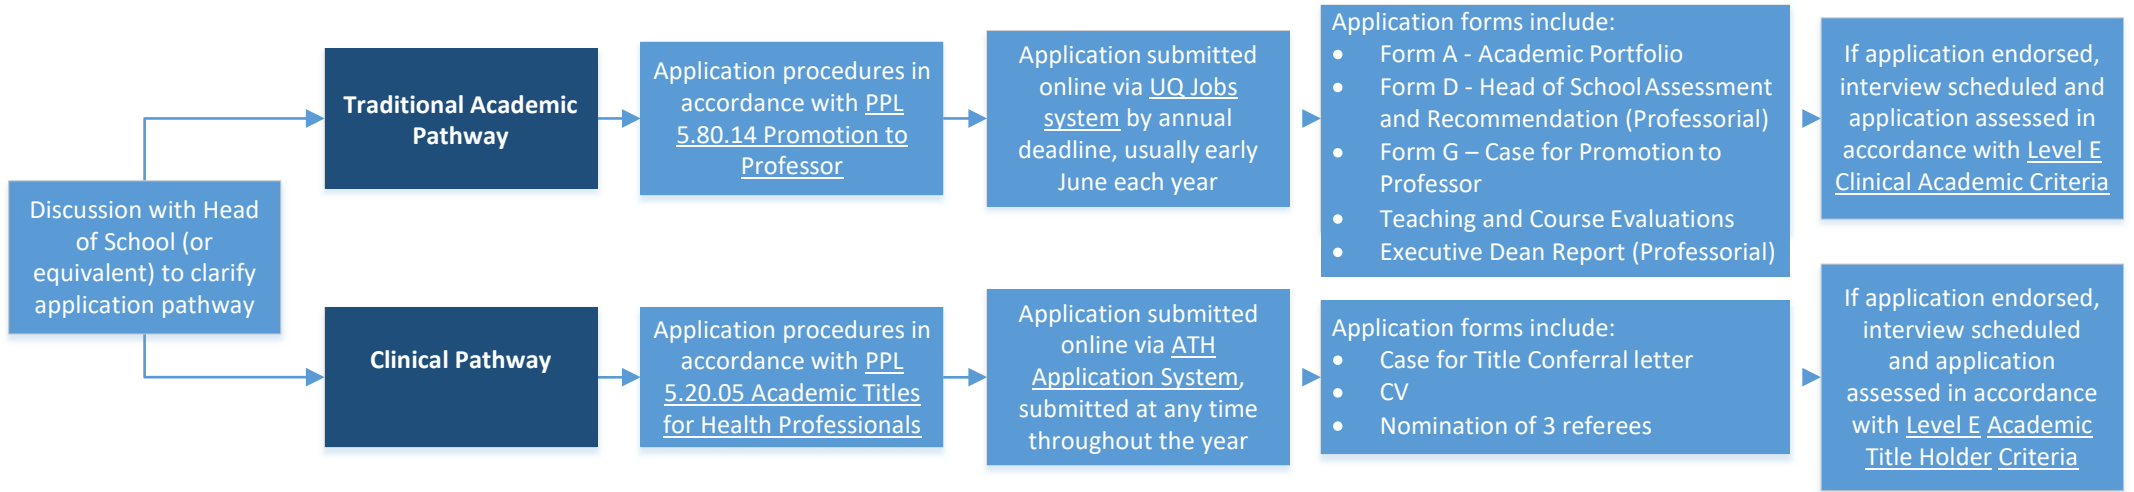 Discussion with Head
of School (or
equivalent) to clarify
application pathway
Traditional Academic
Pathway
Application procedures in
accordance with PPL
5.80.14 Promotion to
Professor
Application submitted
online via UQ Jobs
system by annual
deadline, usually early
June each year
Application forms include:
• Form A - Academic Portfolio
• Form D - Head of School Assessment
and Recommendation (Professorial)
• Form G – Case for Promotion to
Professor
• Teaching and Course Evaluations
• Executive Dean Report (Professorial)
If application endorsed,
interview scheduled and
application assessed in
accordance with Level E
Clinical Academic Criteria
Clinical Pathway
Application procedures in
accordance with PPL
5.20.05 Academic Titles
for Health Professionals
Application submitted
online via ATH
Application System,
submitted at any time
throughout the year
Application forms include:
• Case for Title Conferral letter
• CV
• Nomination of 3 referees
If application endorsed,
interview scheduled
and application
assessed in accordance
with Level E Academic
Title Holder Criteria